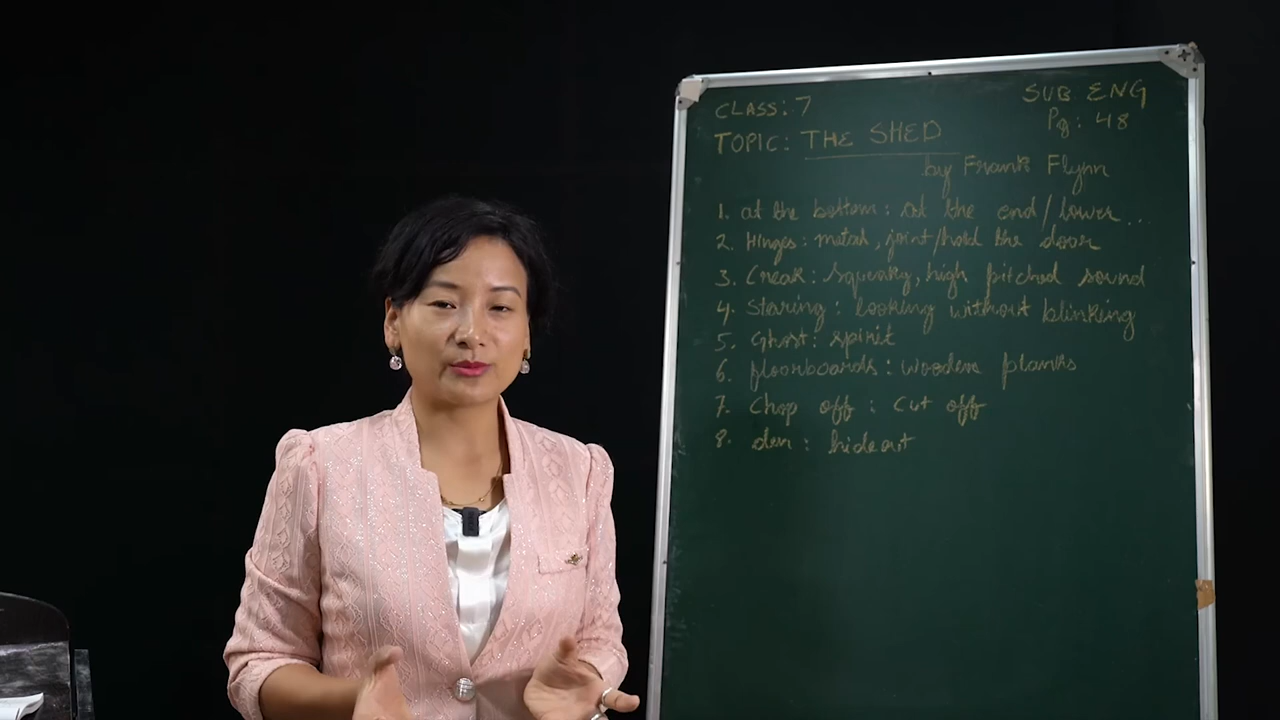 CLASS: 7
SUB ENG
Pg: 48
TOPIC: THE SHED
by Frank Flynn
1. at the bottom: at the end/lower...
2. Hinges: metal, joint/hold the door
3. Creak: Squeaky, high pitched sound
4. Staring: looking without blinking
5. Ghost: spirit
6. floorboards: wooden planks
7. Chop off: cut off
8. den: hideout